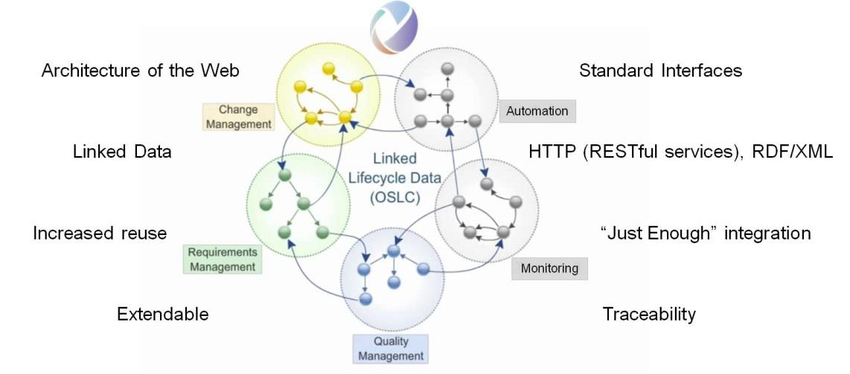 Architecture of the Web
Standard Interfaces
Change
Management
Automation
Linked Data
Linked
Lifecycle Data
(OSLC)
HTTP (RESTful services), RDF/XML
Increased reuse
“Just Enough” integration
Requirements
Management
Monitoring
Extendable
Traceability
Quality
Management